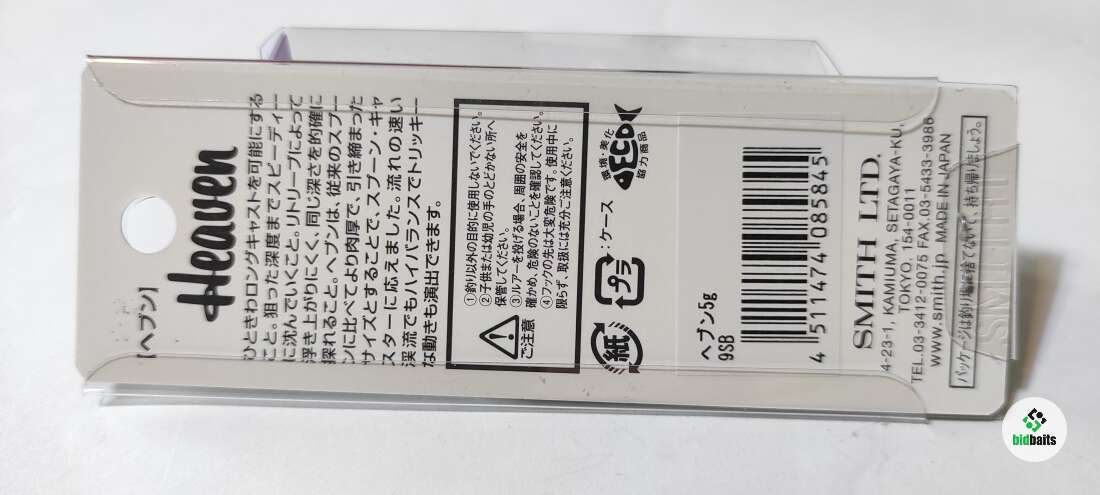 [ヘブン]
Heaven
ひときわロングキャストを可能にする
こと。狙った深度までスピーディー
に沈んでいくこと。リトリーブによって
浮き上がりにくく、同じ深さを的確に
探れること。ヘブンは、従来のスプー
ンに比べてより肉厚で、引き締まった
サイズとすることで、スプーン・キャ
スターに応えました。流れの速い
渓流でもハイバランスでトリッキー
な動きも演出できます。
ご注意
①釣り以外の目的に使用しないでください。
②子供または幼児の手のとどかない所へ
保管してください。
③ルアーを投げる場合、周囲の安全を
確かめ、危険のないことを確認してください。
④フックの先は大変危険です。使用中に
限らず、取扱には充分ご注意ください。
紙
プラ
:ケース
環境・美化
ECO
協力商品
ヘブン5g
9SB
4 511474 085845
SMITH LTD.
4-23-1, KAMIUMA, SETAGAYA-KU,
TOKYO, 154-0011
TEL.03-3412-0075 FAX.03-5433-3986
www.smith.jp MADE IN JAPAN
パッケージは釣り場に捨てないで、持ち帰りましょう。
SMITH
bidbaits